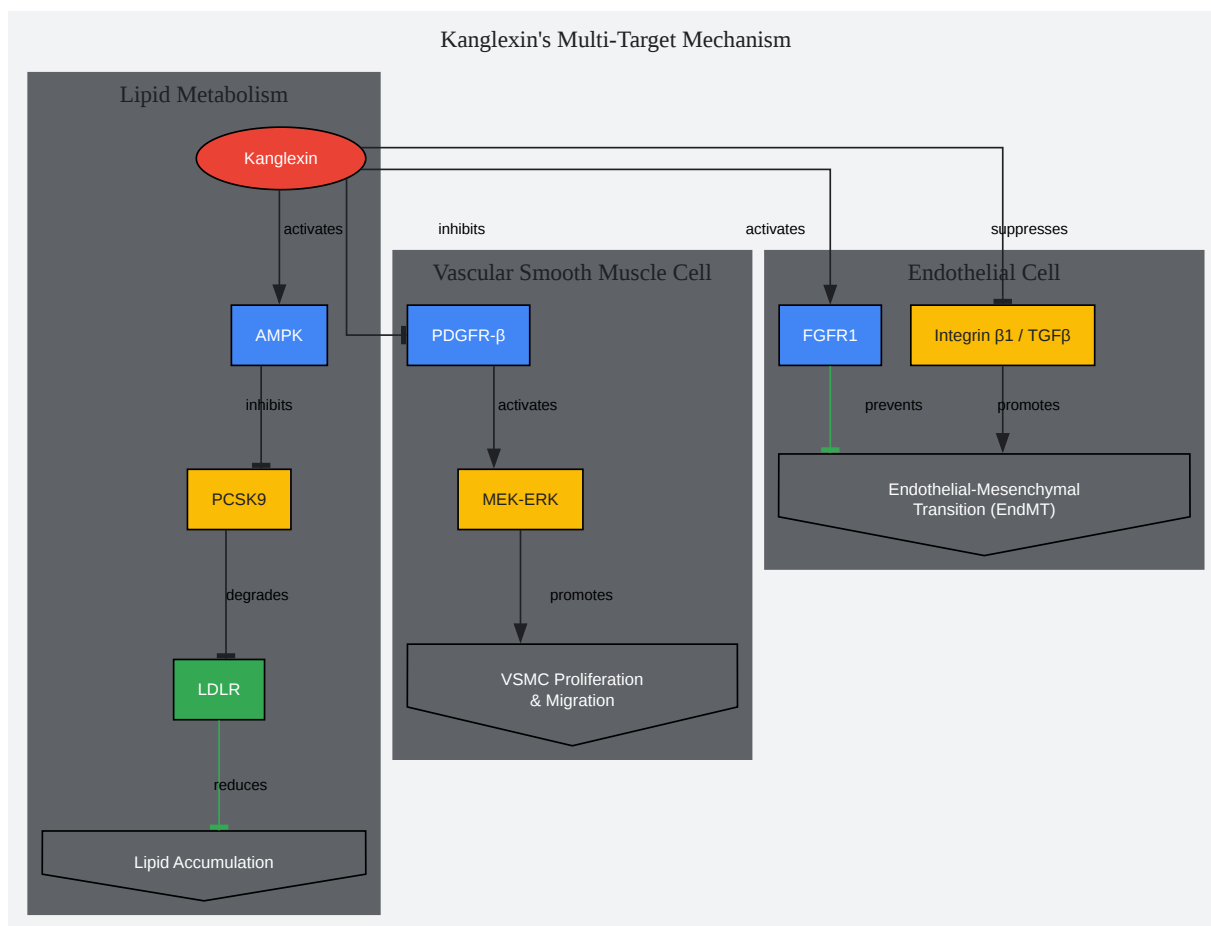 Kanglexin's Multi-Target Mechanism
Lipid Metabolism
Kanglexin
activates
inhibits
activates
suppresses
Vascular Smooth Muscle Cell
Endothelial Cell
AMPK
PDGFR-β
FGFR1
Integrin β1 / TGFβ
inhibits
activates
prevents
promotes
PCSK9
MEK-ERK
Endothelial-Mesenchymal
Transition (EndMT)
degrades
promotes
LDLR
VSMC Proliferation
& Migration
reduces
Lipid Accumulation